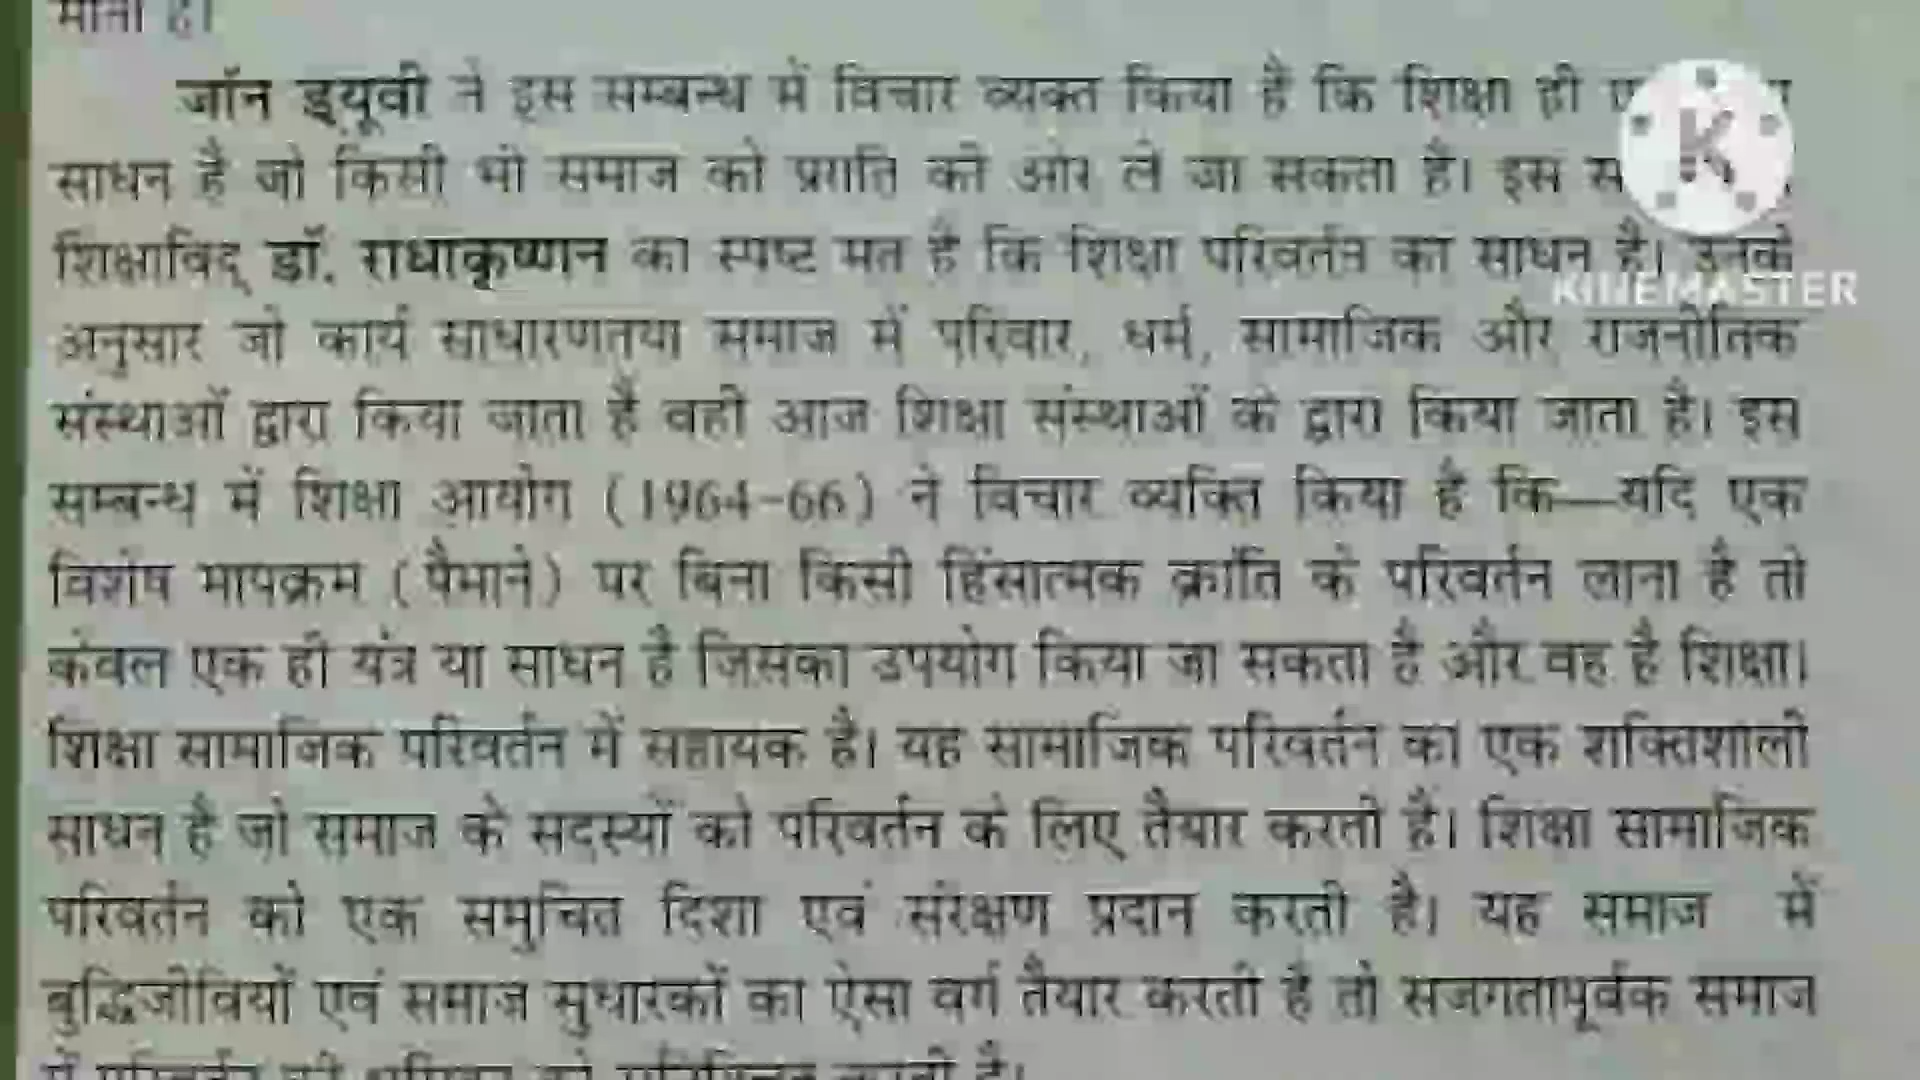 जॉन ड्यूवी ने इस सम्बन्ध में विचार व्यक्त किया है कि शिक्षा ही
साधन है जो किसी भी समाज को प्रगति की ओर ले जा सकता है। इस
शिक्षाविद् डॉ. राधाकृष्णन का स्पष्ट मत है कि शिक्षा परिवर्तन का साधन है। उनके
KINEMASTER
अनुसार जो कार्य साधारणतया समाज में परिवार, धर्म, सामाजिक और राजनीतिक
संस्थाओं द्वारा किया जाता है वही आज शिक्षा संस्थाओं के द्वारा किया जाता है। इस
सम्बन्ध में शिक्षा आयोग (1964-66) ने विचार व्यक्ति किया है कि—यदि एक
विशेष मापक्रम (पैमाने) पर बिना किसी हिंसात्मक क्रांति के परिवर्तन लाना है तो
केवल एक ही यंत्र या साधन है जिसका उपयोग किया जा सकता है और वह है शिक्षा।
शिक्षा सामाजिक परिवर्तन में सहायक है। यह सामाजिक परिवर्तन का एक शक्तिशाली
साधन है जो समाज के सदस्यों को परिवर्तन के लिए तैयार करती है। शिक्षा सामाजिक
परिवर्तन को एक समुचित दिशा एवं संरक्षण प्रदान करती है। यह समाज में
बुद्धिजीवियों एवं समाज सुधारकों का ऐसा वर्ग तैयार करती है तो सजगतापूर्वक समाज